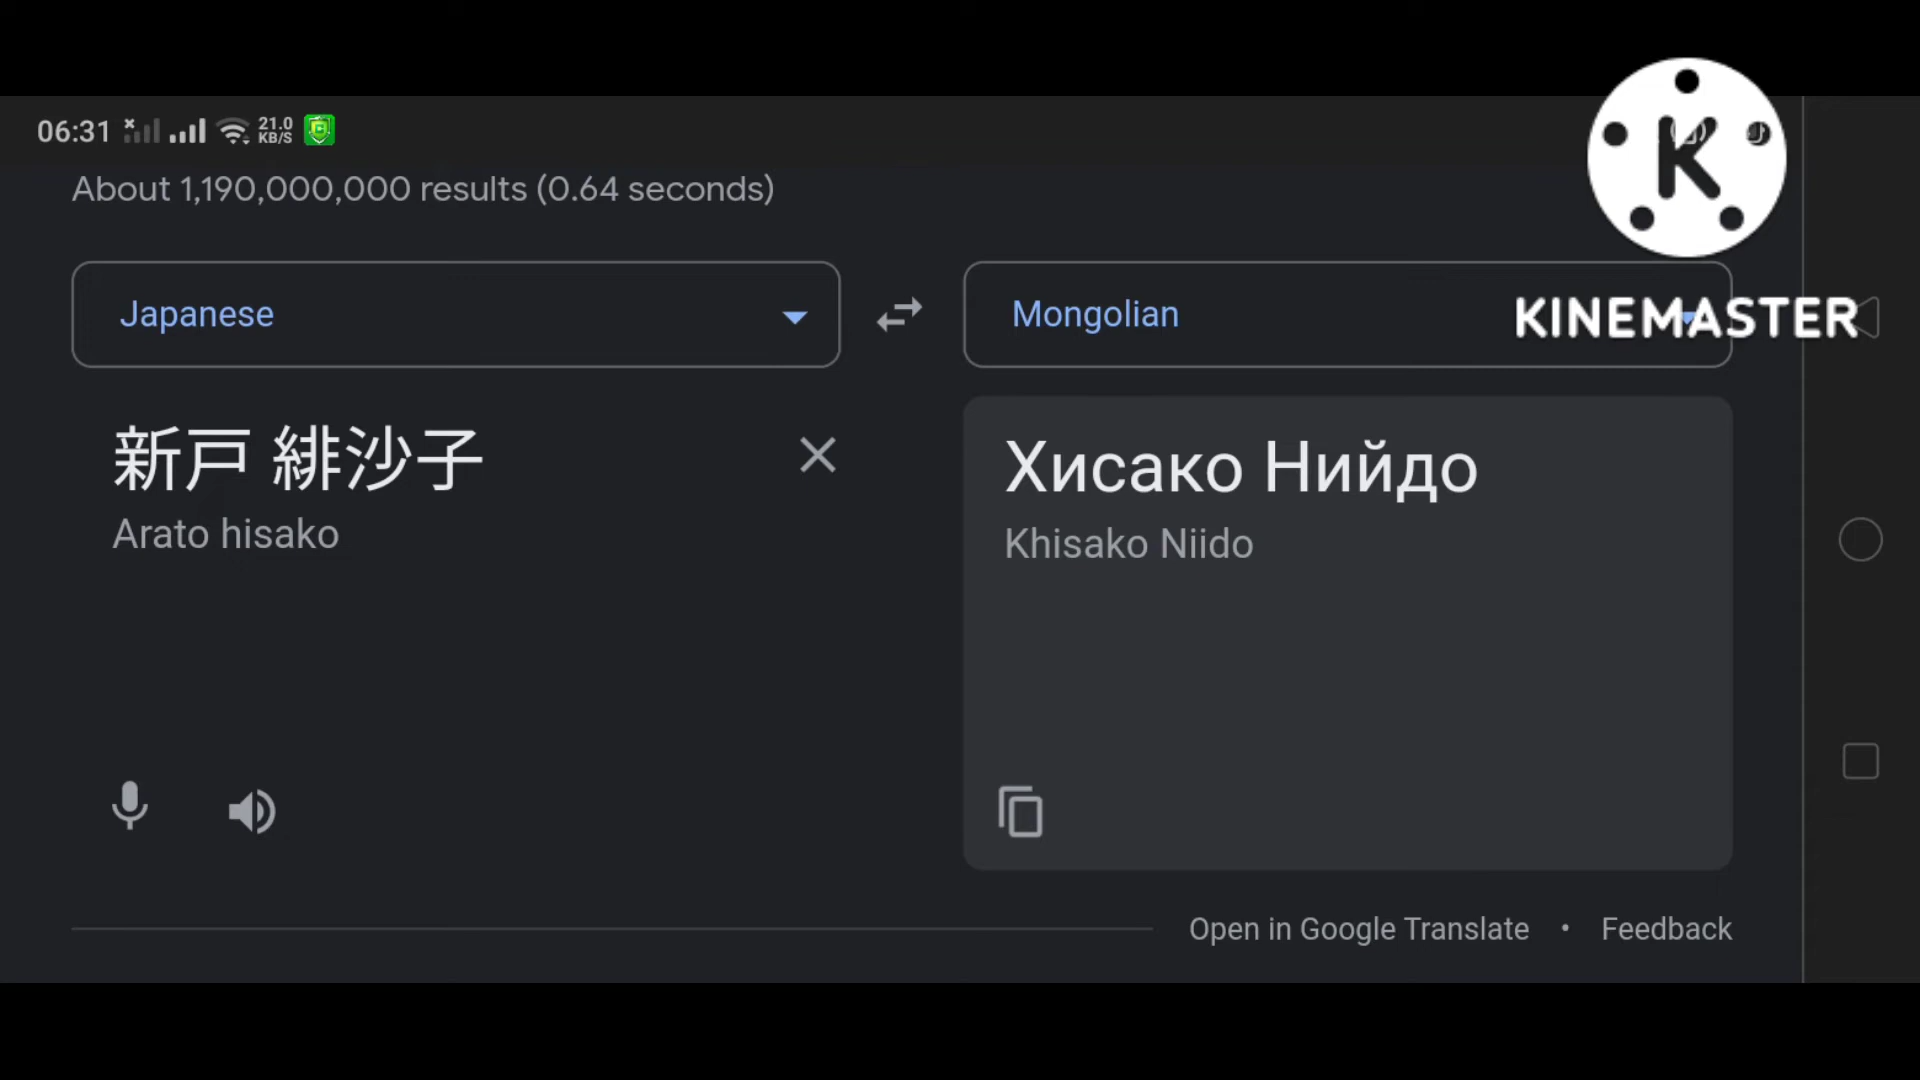 06:31 21.0 KB/S
About 1,190,000,000 results (0.64 seconds)
K
KINEMASTER
Japanese
Mongolian
新戸 緋沙子
Arato hisako
Хисако Нийдо
Khisako Niido
Open in Google Translate • Feedback